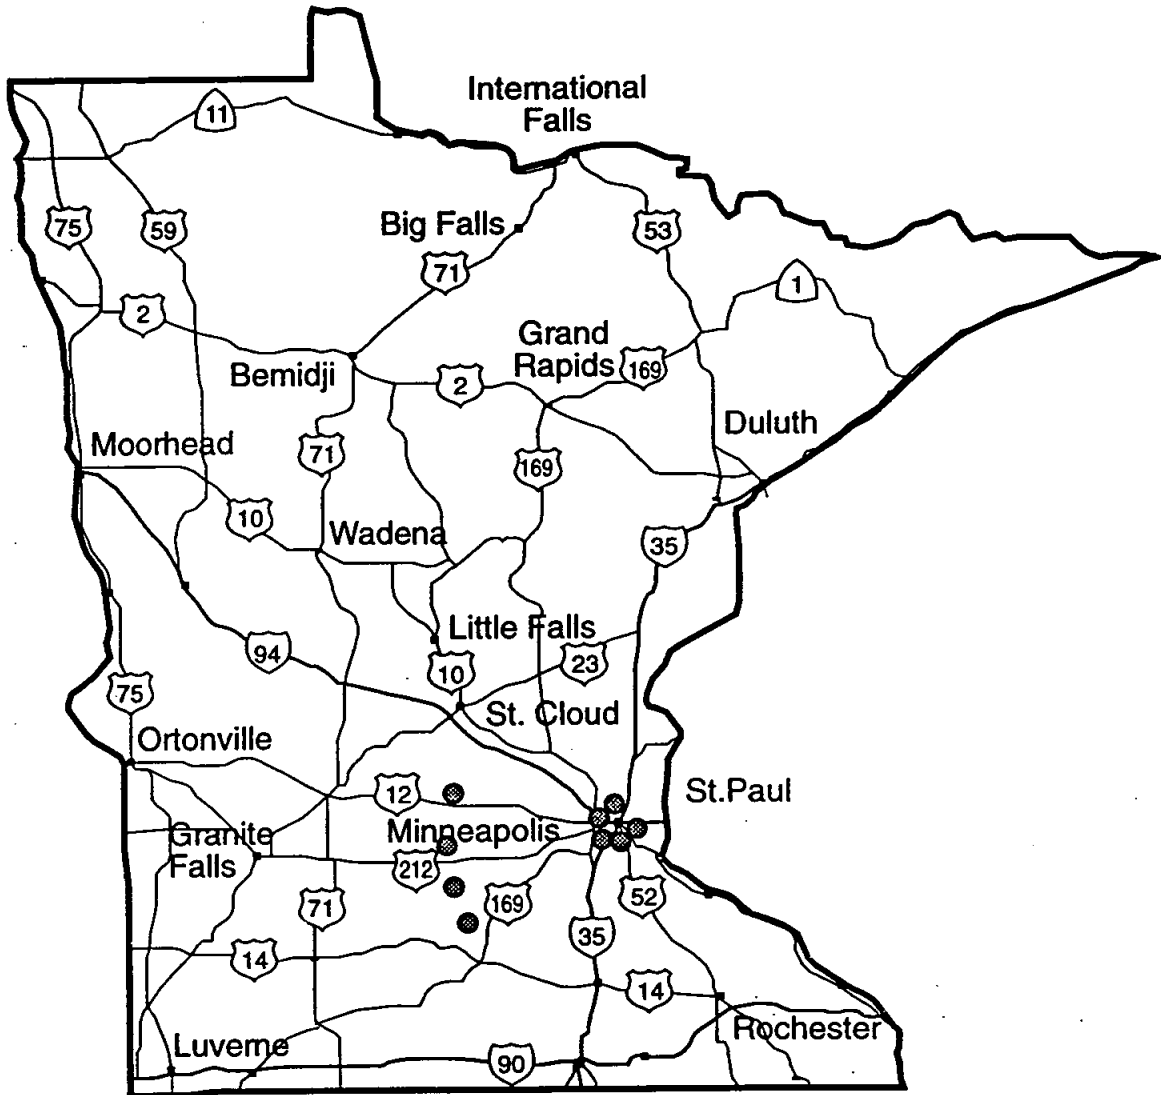 International
Falls
11
75
59
Big Falls
53
71
1
2
Grand
Rapids
169
Bemidji
2
Duluth
Moorhead
71
169
10
Wadena
35
Little Falls
94
10
23
75
St. Cloud
Ortonville
12
St.Paul
Granite
Falls
Minneapolis
212
71
169
52
35
14
14
Rochester
Luverne
90